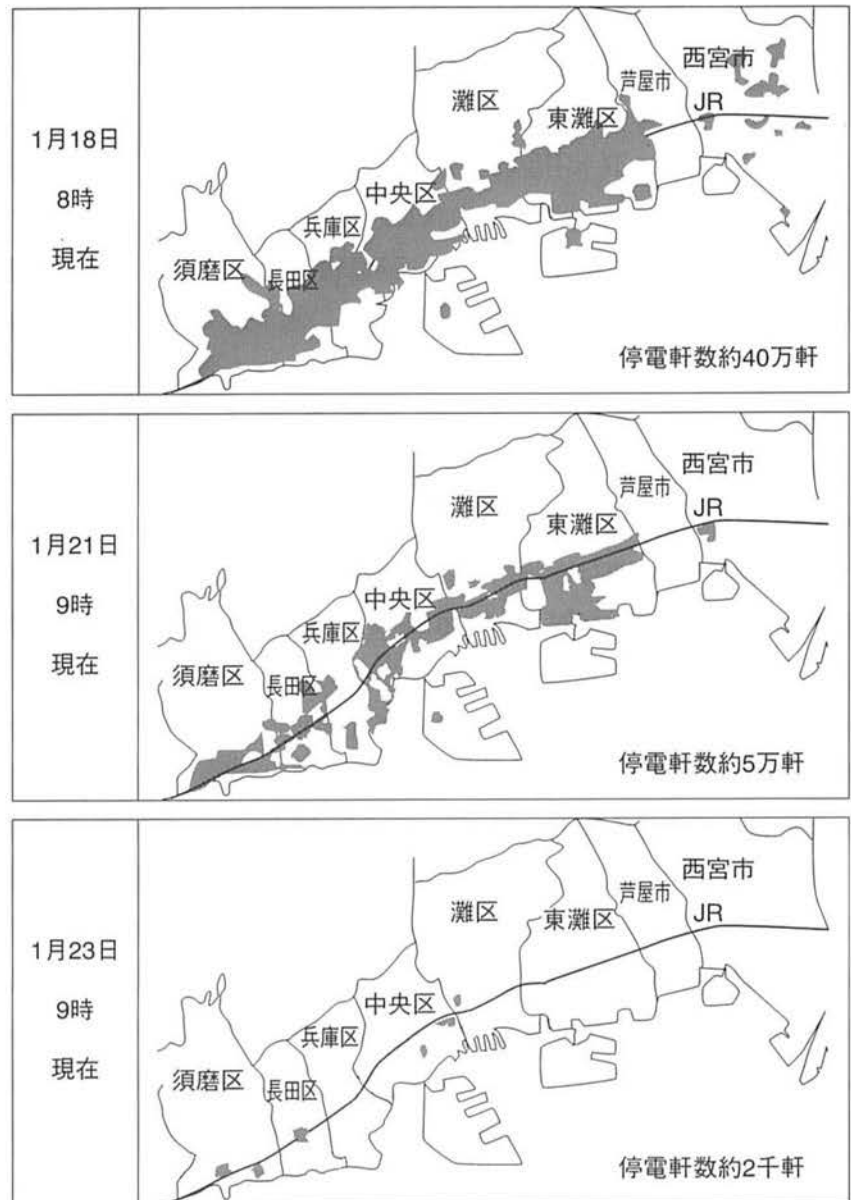 1月18日
8時
現在
灘区
東灘区
芦屋市
西宮市
JR
中央区
兵庫区
長田区
須磨区
停電軒数約40万軒
1月21日
9時
現在
灘区
東灘区
芦屋市
西宮市
JR
中央区
兵庫区
長田区
須磨区
停電軒数約5万軒
1月23日
9時
現在
灘区
東灘区
芦屋市
西宮市
JR
中央区
兵庫区
長田区
須磨区
停電軒数約2千軒